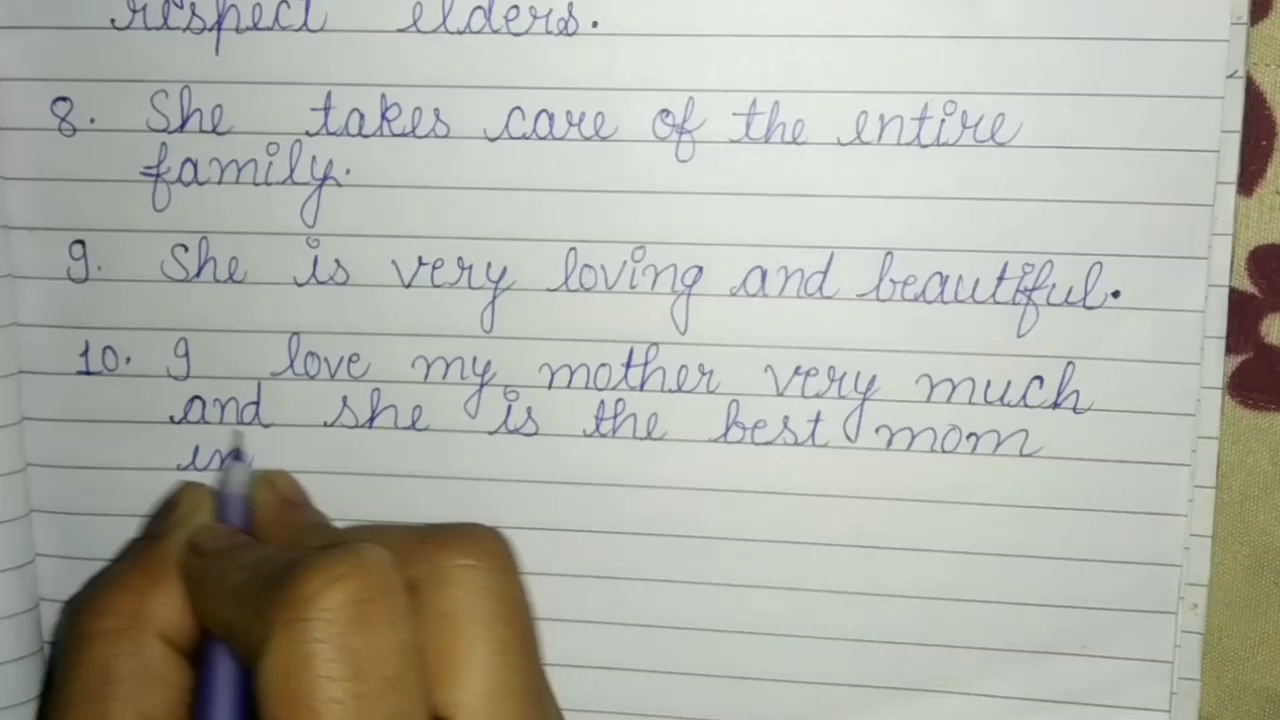 respect elders.
8. She takes care of the entire
family.
9. She is very loving and beautiful.
10. I love my mother very much
and she is the best mom
in